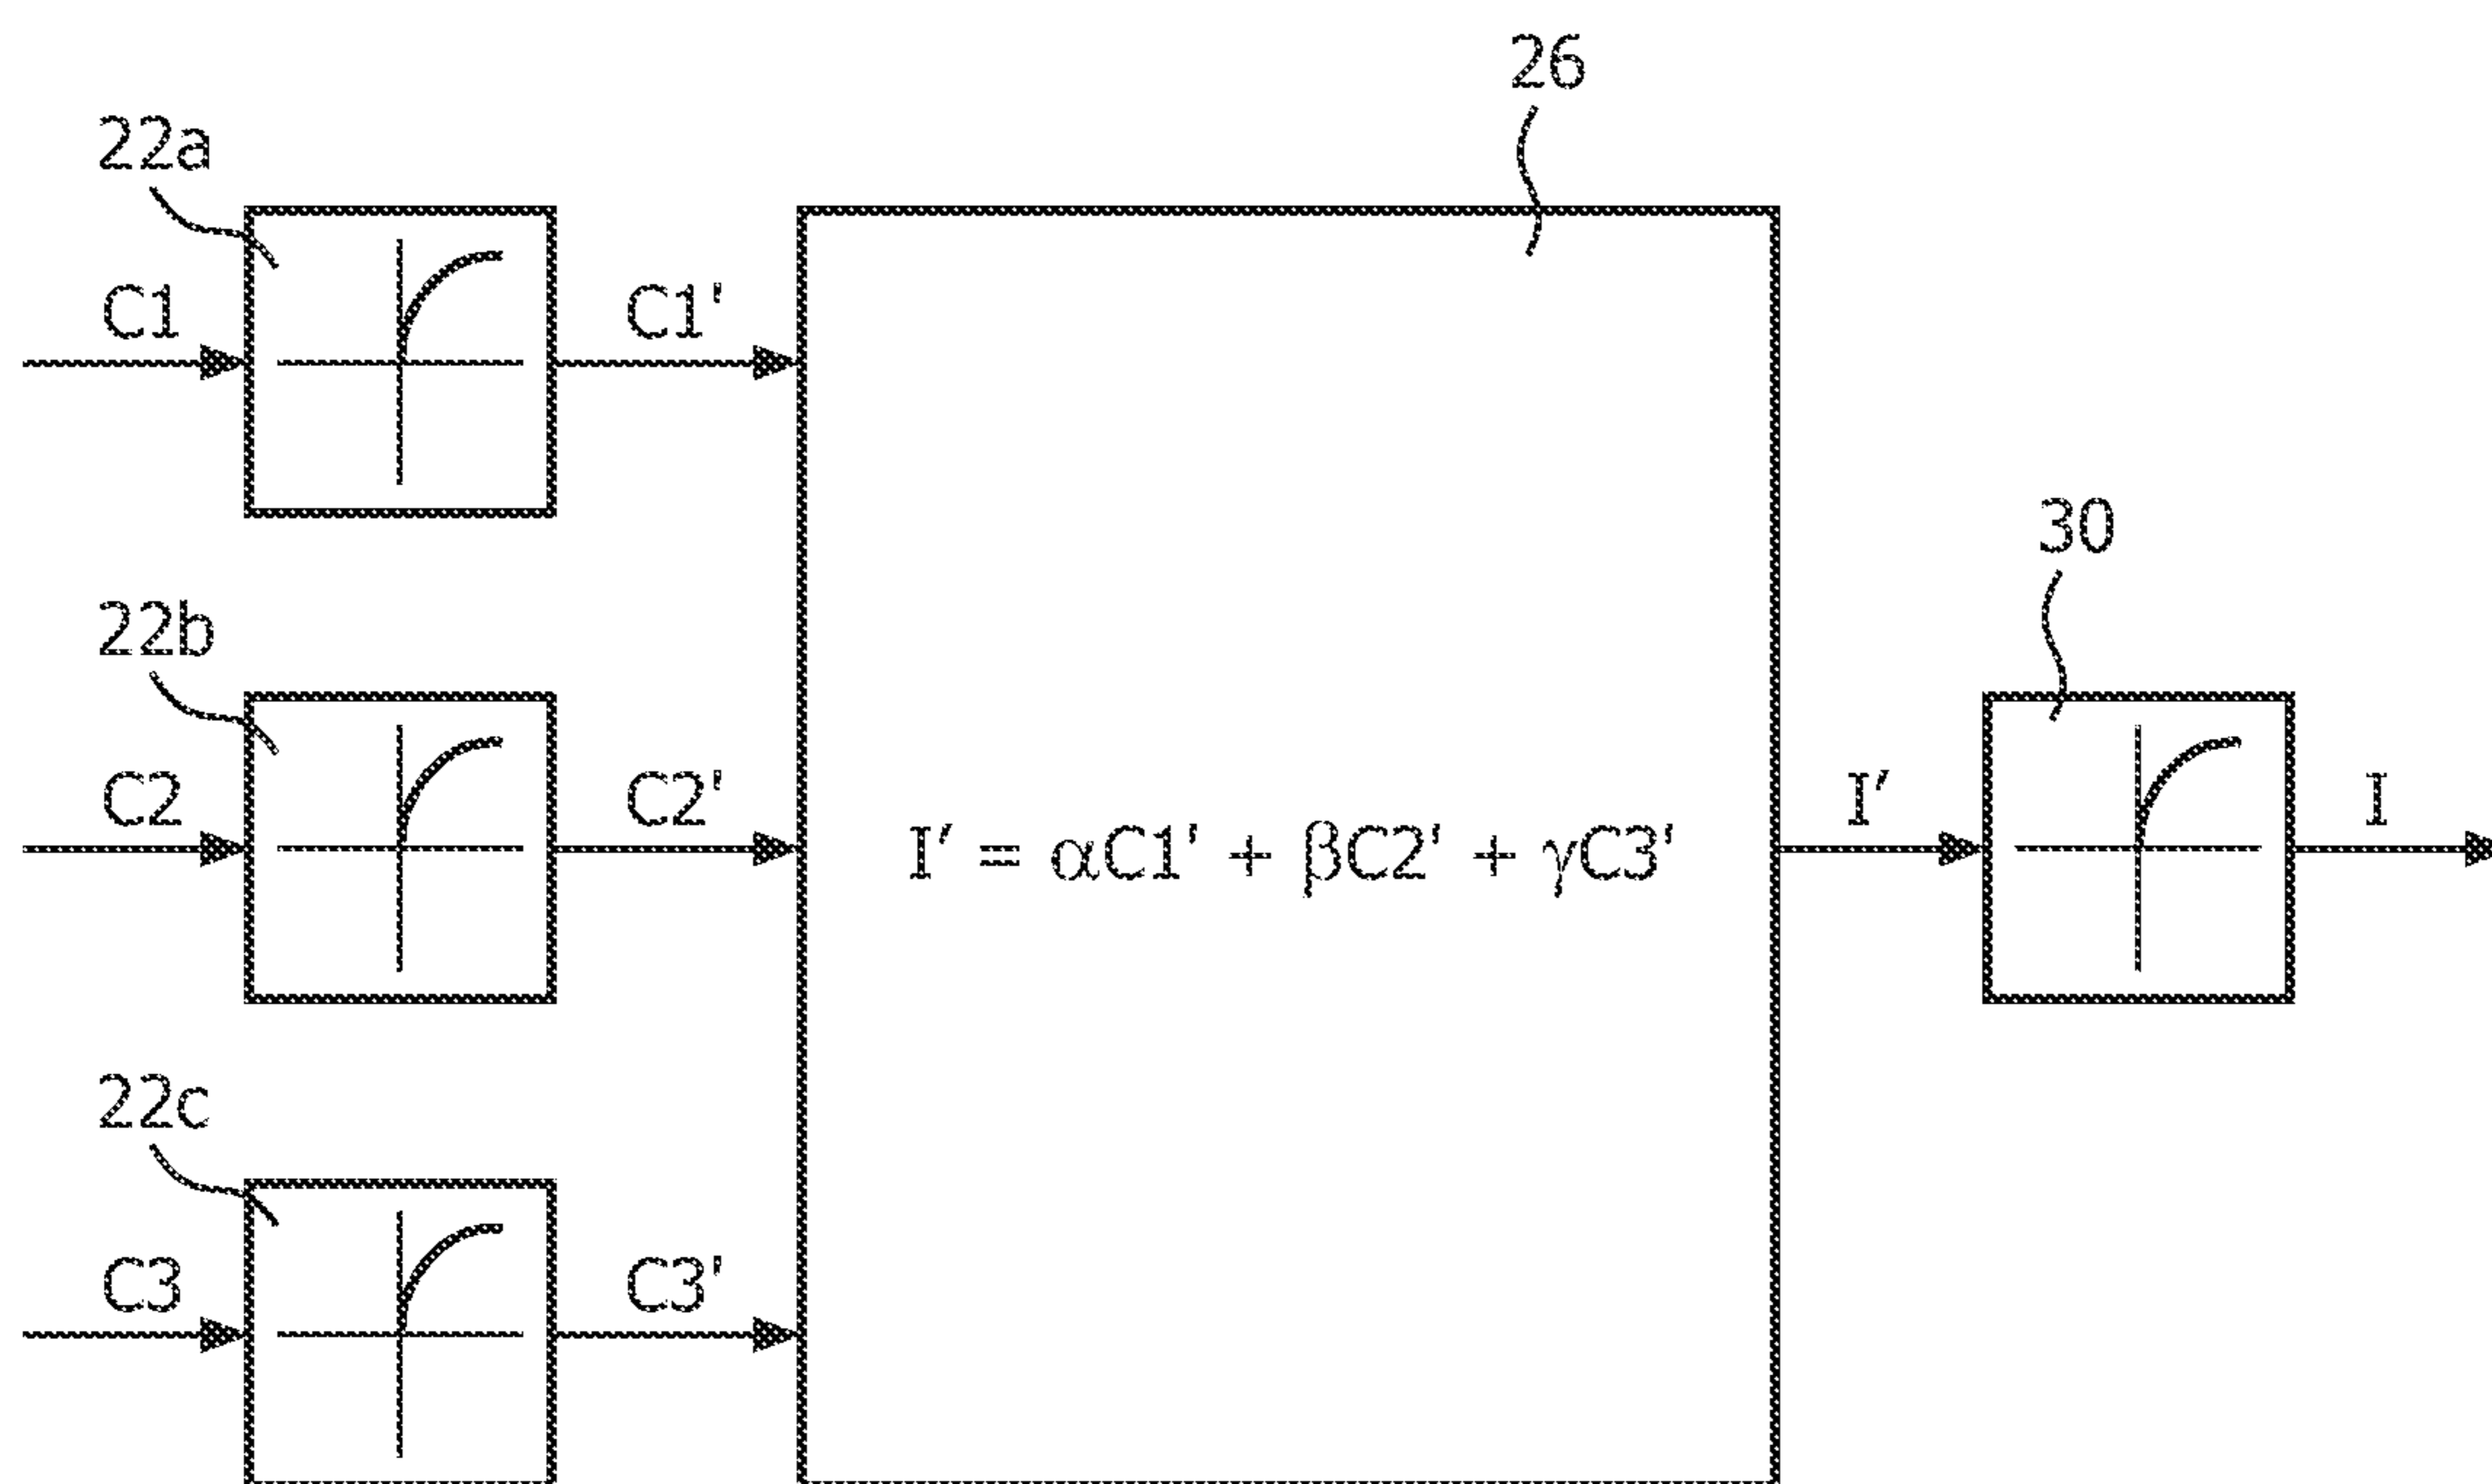 26
22a
C1
C1'
30
22b
C2
C2'
I′ = αC1' + βC2' + γC3'
I′
I
22c
C3
C3'